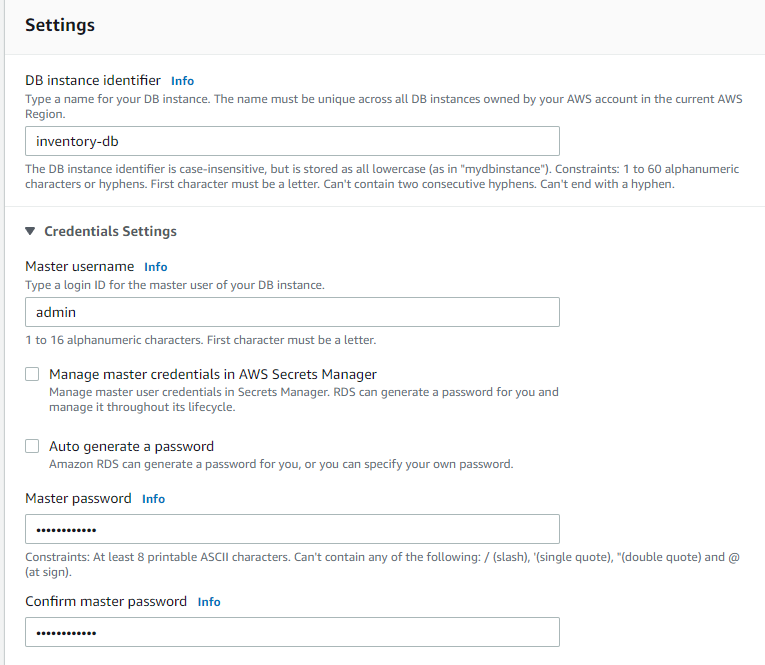 Settings
DB instance identifier Info
Type a name for your DB instance. The name must be unique across all DB instances owned by your AWS account in the current AWS
Region.
inventory-db
The DB instance identifier is case-insensitive, but is stored as all lowercase (as in "mydbinstance"). Constraints: 1 to 60 alphanumeric
characters or hyphens. First character must be a letter. Can't contain two consecutive hyphens. Can't end with a hyphen.
Credentials Settings
Master username Info
Type a login ID for the master user of your DB instance.
admin
1 to 16 alphanumeric characters. First character must be a letter.
Manage master credentials in AWS Secrets Manager
Manage master user credentials in Secrets Manager. RDS can generate a password for you and
manage it throughout its lifecycle.
Auto generate a password
Amazon RDS can generate a password for you, or you can specify your own password.
Master password Info
••••••••••••
Constraints: At least 8 printable ASCII characters. Can't contain any of the following: / (slash), '(single quote), "(double quote) and @
(at sign).
Confirm master password Info
••••••••••••